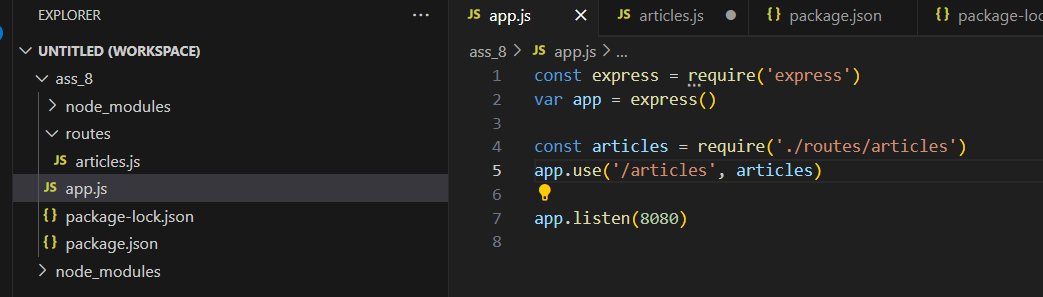 EXPLORER
UNTITLED (WORKSPACE)
ass_8
node_modules
routes
JS articles.js
JS app.js
{} package-lock.json
{} package.json
node_modules
JS app.js
JS articles.js
{} package.json
{} package-loc
ass_8 > JS app.js > ...
1 const express = require('express')
2 var app = express()
3
4 const articles = require('./routes/articles')
5 app.use('/articles', articles)
6
7 app.listen(8080)
8